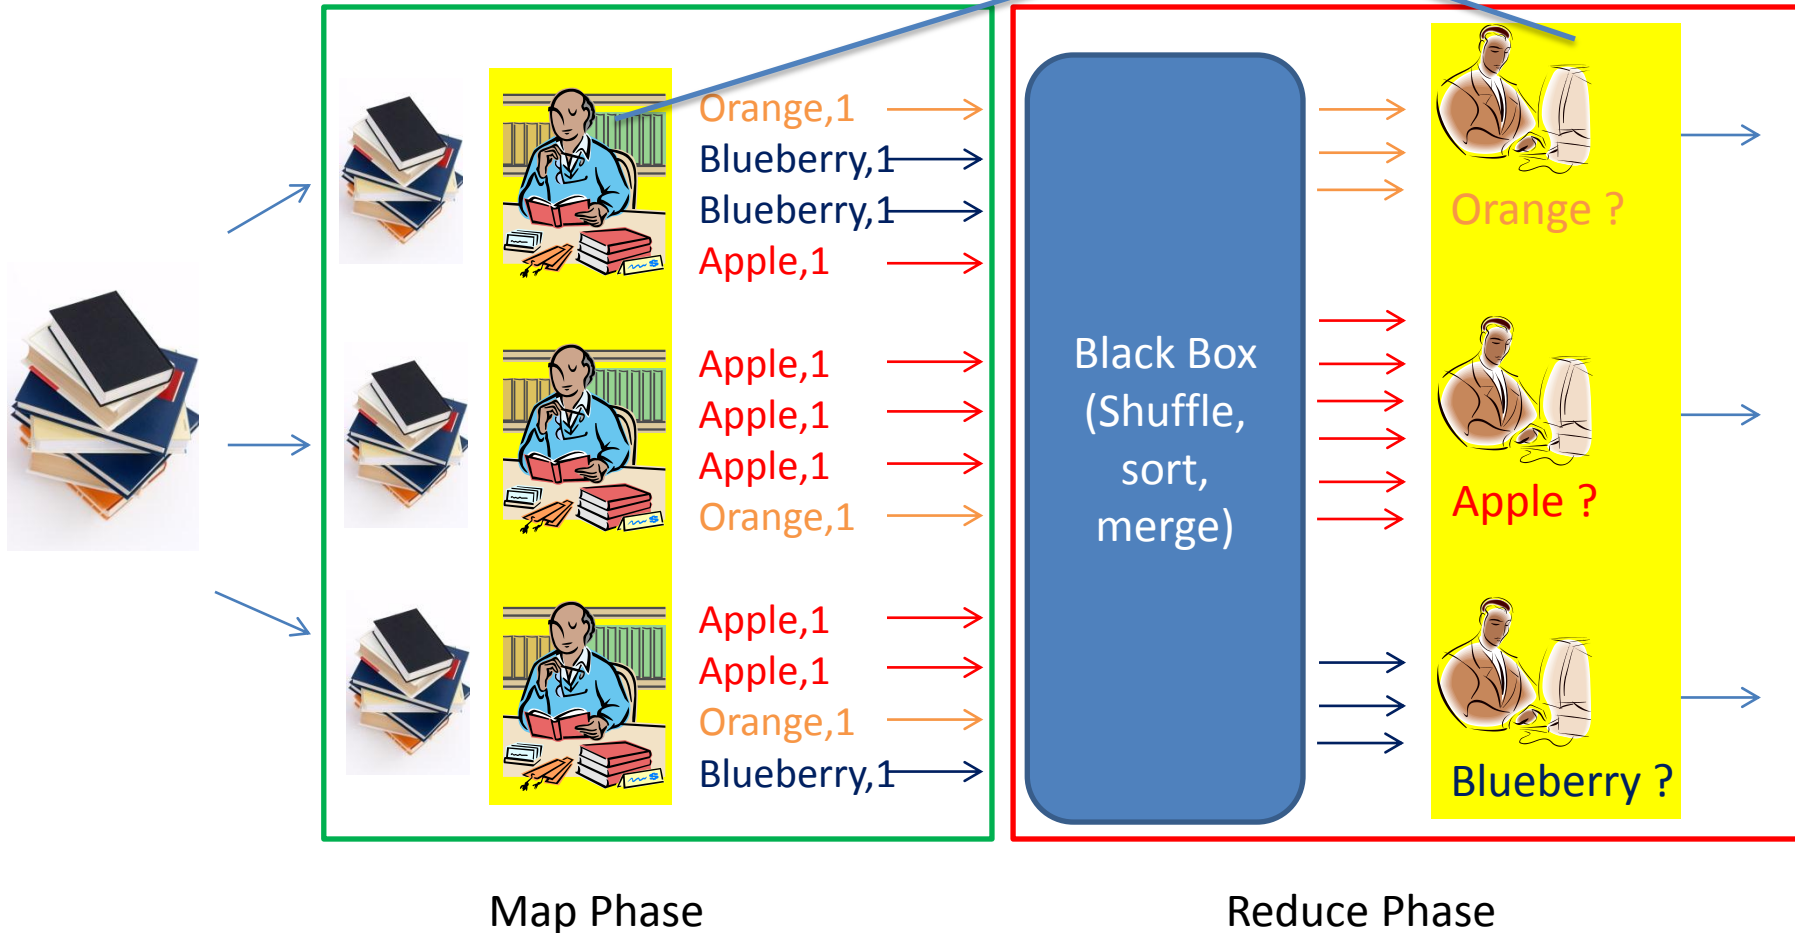 Orange,1
Blueberry,1
Blueberry,1
Apple,1
Apple,1
Apple,1
Apple,1
Orange,1
Apple,1
Apple,1
Orange,1
Blueberry,1
Black Box
(Shuffle,
sort,
merge)
Orange ?
Apple ?
Blueberry ?
Map Phase
Reduce Phase